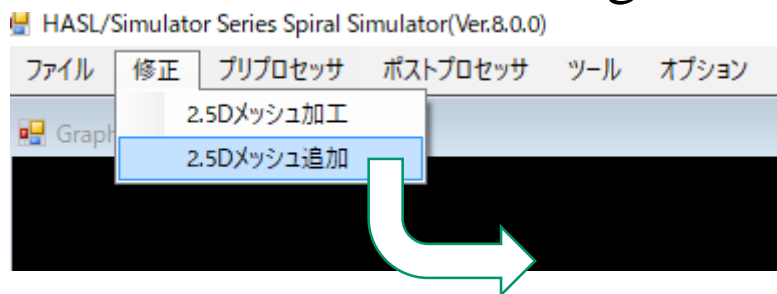 HASL/Simulator Series Spiral Simulator(Ver.8.0.0)
ファイル 修正 プリプロセッサ ポストプロセッサ ツール オプション
2.5Dメッシュ加工
Graph
2.5Dメッシュ追加